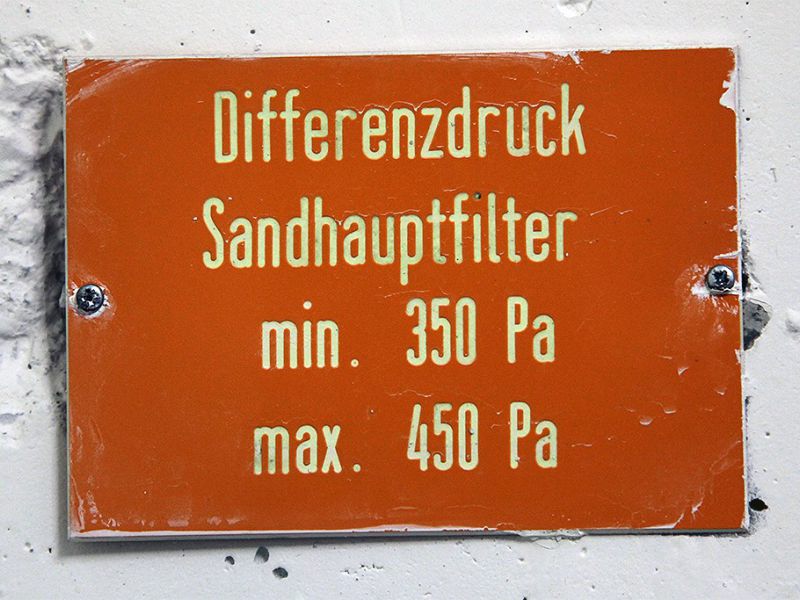 Differenzdruck
Sandhauptfilter
min. 350 Pa
max. 450 Pa